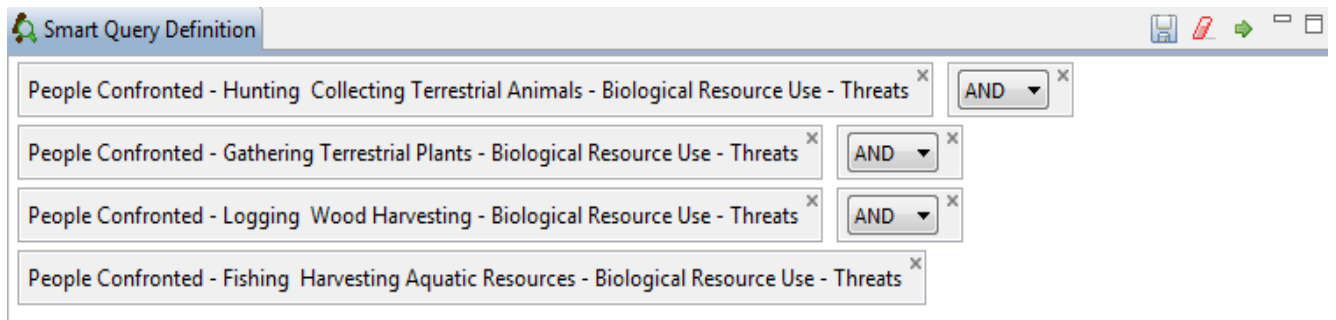 Smart Query Definition
People Confronted - Hunting  Collecting Terrestrial Animals - Biological Resource Use - Threats AND
People Confronted - Gathering Terrestrial Plants - Biological Resource Use - Threats AND
People Confronted - Logging  Wood Harvesting - Biological Resource Use - Threats AND
People Confronted - Fishing  Harvesting Aquatic Resources - Biological Resource Use - Threats